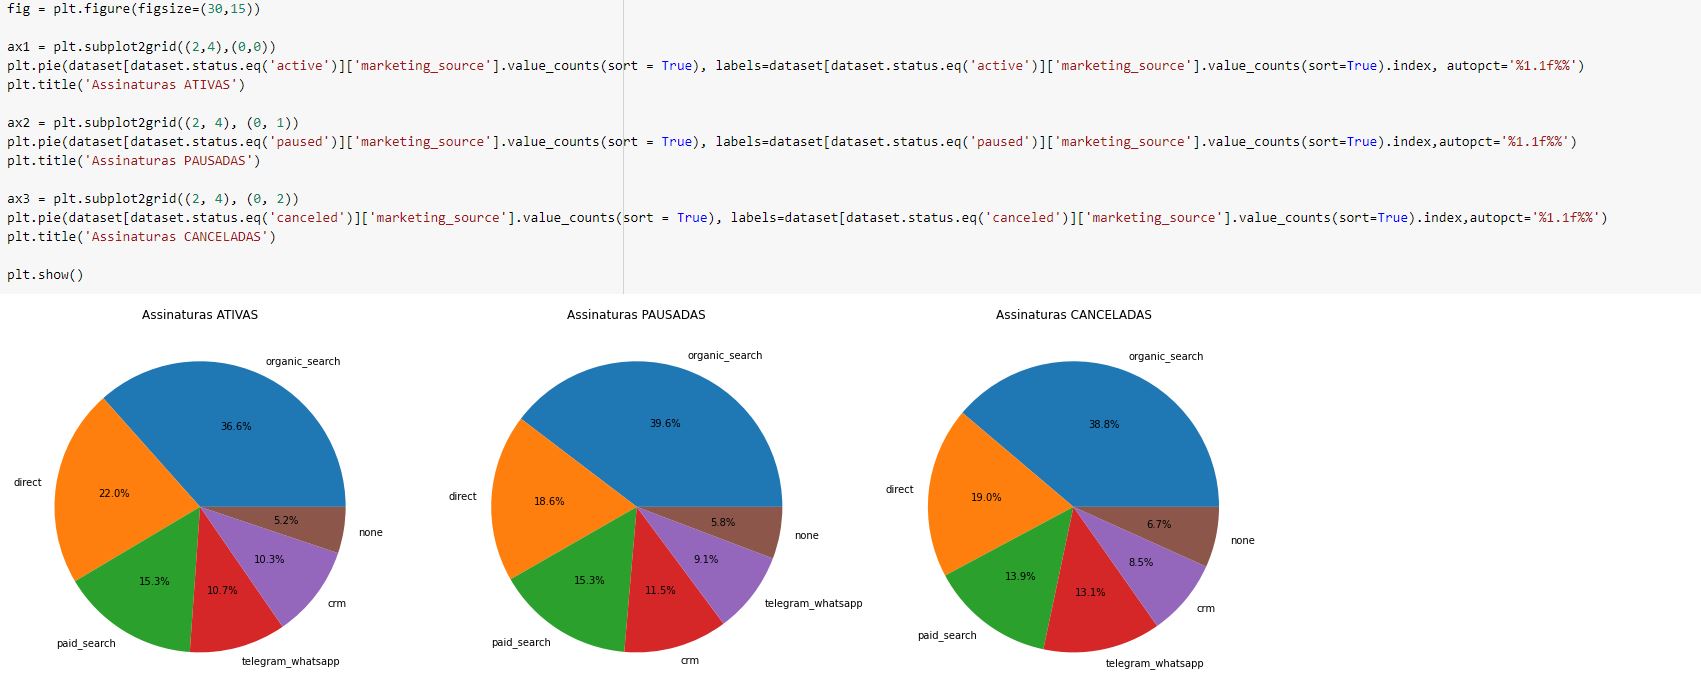 fig = plt.figure(figsize=(30,15))
ax1 = plt.subplot2grid((2,4),(0,0))
plt.pie(dataset[dataset.status.eq('active')]['marketing_source'].value_counts(sort = True), labels=dataset[dataset.status.eq('active')]['marketing_source'].value_counts(sort=True).index, autopct='%1.1f%%')
plt.title('Assinaturas ATIVAS')
ax2 = plt.subplot2grid((2, 4), (0, 1))
plt.pie(dataset[dataset.status.eq('paused')]['marketing_source'].value_counts(sort = True), labels=dataset[dataset.status.eq('paused')]['marketing_source'].value_counts(sort=True).index,autopct='%1.1f%%')
plt.title('Assinaturas PAUSADAS')
ax3 = plt.subplot2grid((2, 4), (0, 2))
plt.pie(dataset[dataset.status.eq('canceled')]['marketing_source'].value_counts(sort = True), labels=dataset[dataset.status.eq('canceled')]['marketing_source'].value_counts(sort=True).index,autopct='%1.1f%%')
plt.title('Assinaturas CANCELADAS')
plt.show()
Assinaturas ATIVAS
organic_search
36.6%
direct
22.0%
5.2%
none
10.3%
15.3%
10.7%
crm
paid_search
telegram_whatsapp
Assinaturas PAUSADAS
organic_search
39.6%
direct
18.6%
5.8%
none
9.1%
15.3%
11.5%
telegram_whatsapp
paid_search
crm
Assinaturas CANCELADAS
organic_search
38.8%
direct
19.0%
6.7%
none
8.5%
13.9%
13.1%
crm
paid_search
telegram_whatsapp